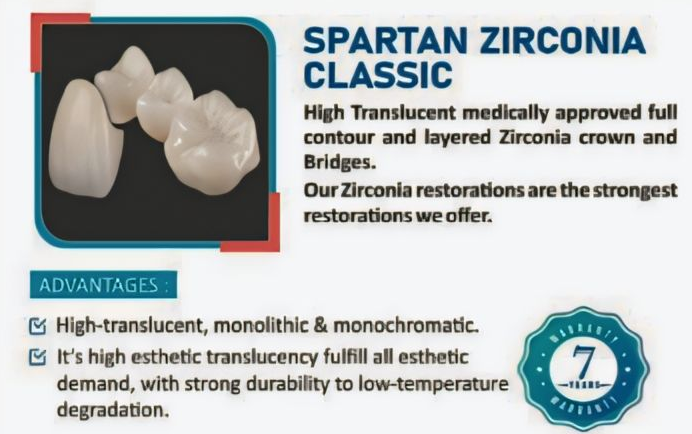 SPARTAN ZIRCONIA
CLASSIC
High Translucent medically approved full
contour and layered Zirconia crown and
Bridges.
Our Zirconia restorations are the strongest
restorations we offer.
ADVANTAGES :
High-translucent, monolithic & monochromatic.
It's high esthetic translucency fulfill all esthetic
demand, with strong durability to low-temperature
degradation.
WARRANTY
7
YEARS
WARRANTY